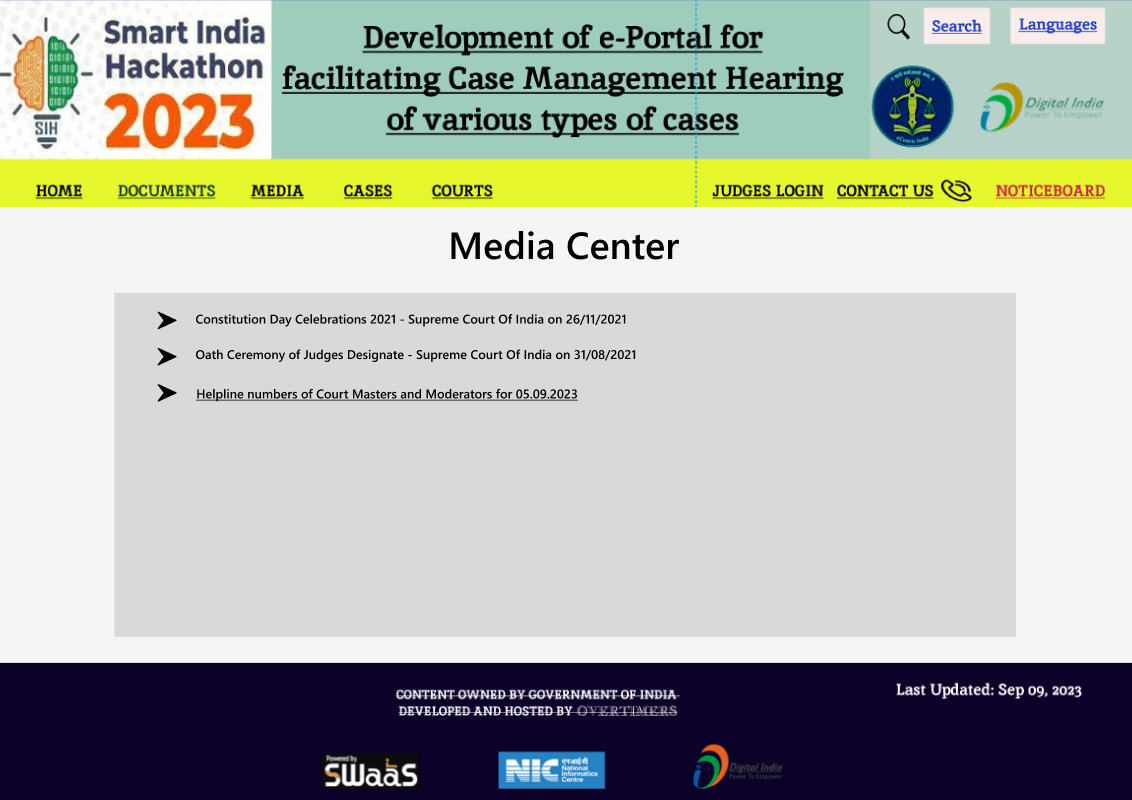 Smart India
Hackathon
2023
SIH
Development of e-Portal for
facilitating Case Management Hearing
of various types of cases
Search
Languages
eCourts India
Digital India
Power To Empower
HOME
DOCUMENTS
MEDIA
CASES
COURTS
JUDGES LOGIN
CONTACT US
NOTICEBOARD
Media Center
Constitution Day Celebrations 2021 - Supreme Court Of India on 26/11/2021
Oath Ceremony of Judges Designate - Supreme Court Of India on 31/08/2021
Helpline numbers of Court Masters and Moderators for 05.09.2023
CONTENT OWNED BY GOVERNMENT OF INDIA
DEVELOPED AND HOSTED BY OVERTIMERS
Last Updated: Sep 09, 2023
Powered by
SWaaS
NIC
एन आई सी
National
Informatics
Centre
Digital India
Power To Empower